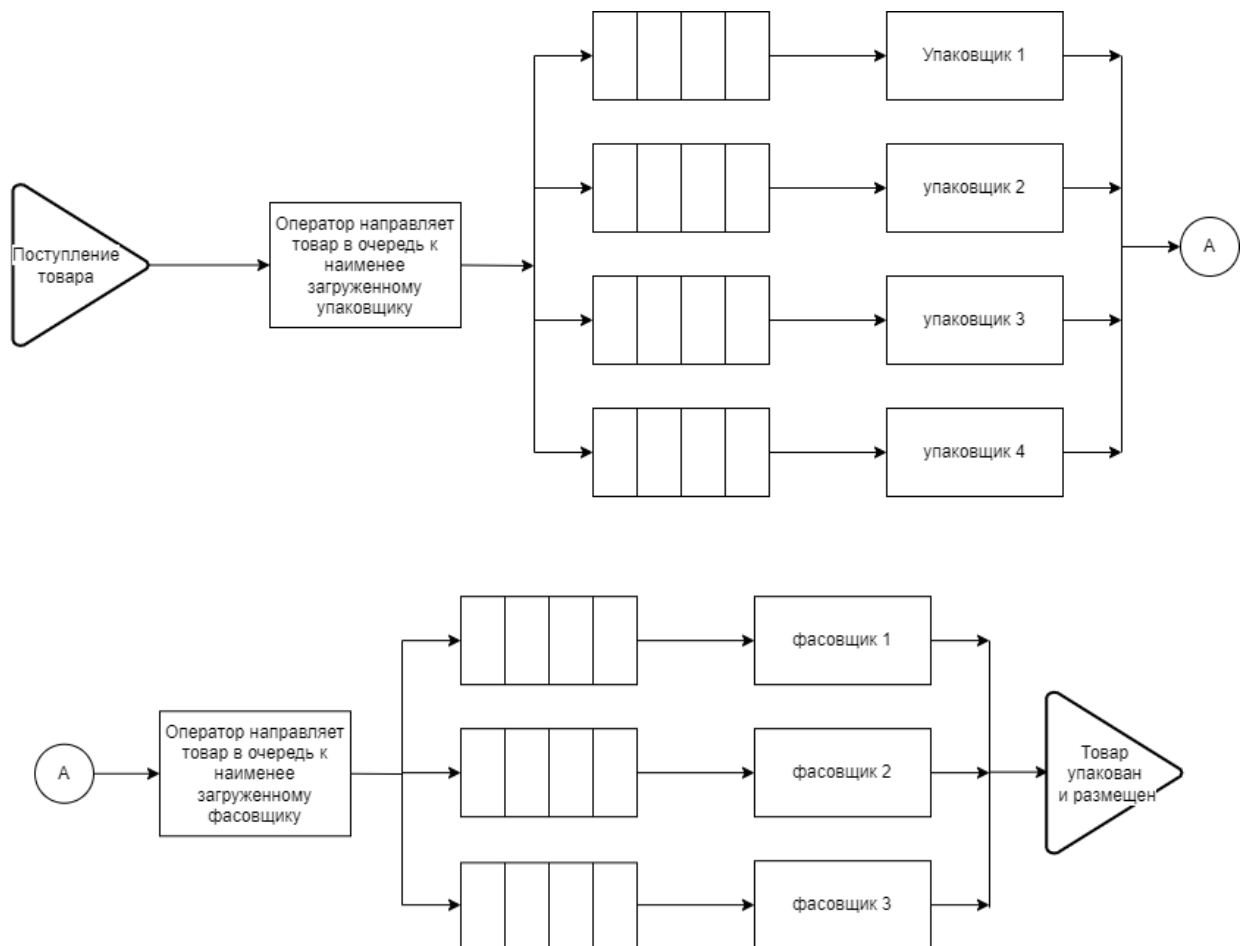 Упаковщик 1
упаковщик 2
Поступление
товара
Оператор направляет
товар в очередь к
наименее
загруженному
упаковщику
А
упаковщик 3
упаковщик 4
фасовщик 1
А
Оператор направляет
товар в очередь к
наименее
загруженному
фасовщику
фасовщик 2
Товар
упакован
и размещен
фасовщик 3